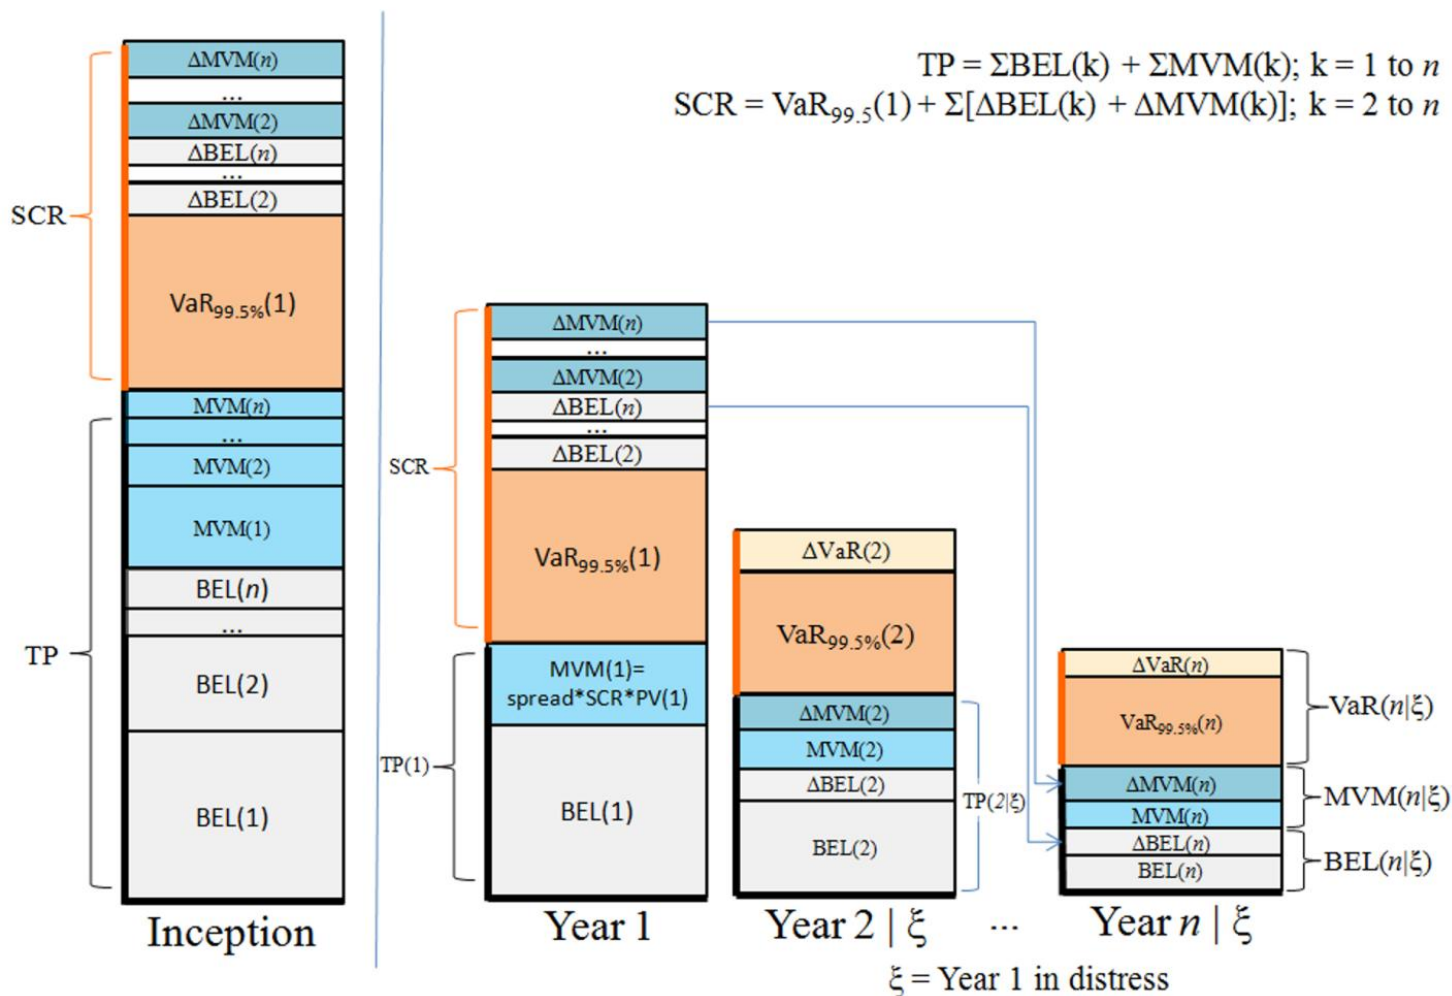 TP = ΣBEL(k) + ΣMVM(k); k = 1 to n
SCR = VaR99.5(1) + Σ[ΔBEL(k) + ΔMVM(k)]; k = 2 to n
SCR
ΔMVM(n)
...
ΔMVM(2)
ΔBEL(n)
...
ΔBEL(2)
VaR99.5%(1)
TP
MVM(n)
...
MVM(2)
MVM(1)
BEL(n)
...
BEL(2)
BEL(1)
Inception
SCR
ΔMVM(n)
...
ΔMVM(2)
ΔBEL(n)
...
ΔBEL(2)
VaR99.5%(1)
TP(1)
MVM(1)=
spread*SCR*PV(1)
BEL(1)
Year 1
ΔVaR(2)
VaR99.5%(2)
ΔMVM(2)
MVM(2)
ΔBEL(2)
BEL(2)
TP(2|ξ)
Year 2 | ξ
...
ΔVaR(n)
VaR99.5%(n)
ΔMVM(n)
MVM(n)
ΔBEL(n)
BEL(n)
VaR(n|ξ)
MVM(n|ξ)
BEL(n|ξ)
Year n | ξ
ξ = Year 1 in distress